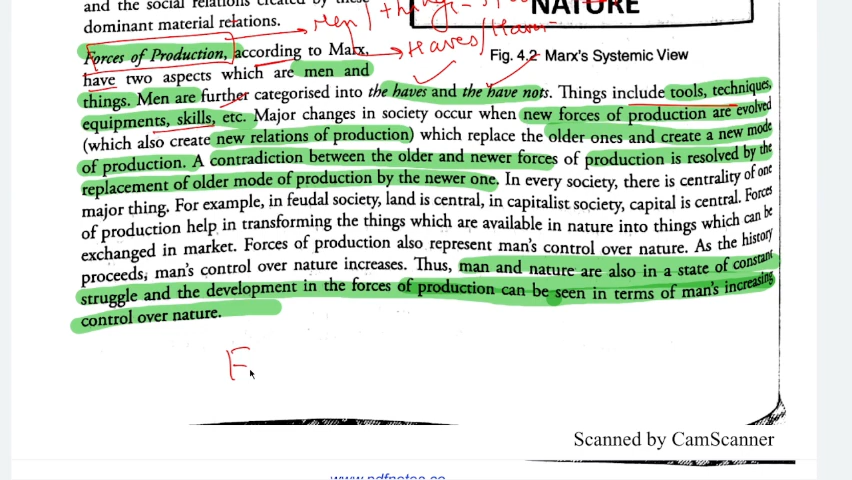 and the social relations created by these
dominant material relations.
Men / things
Haves/Have
NATURE
Fig. 4.2 Marx's Systemic View
Forces of Production, according to Marx,
have two aspects which are men and
things. Men are further categorised into the haves and the have nots. Things include tools, techniques,
equipments, skills, etc. Major changes in society occur when new forces of production are evolved
(which also create new relations of production) which replace the older ones and create a new mode
of production. A contradiction between the older and newer forces of production is resolved by the
replacement of older mode of production by the newer one. In every society, there is centrality of one
major thing. For example, in feudal society, land is central, in capitalist society, capital is central. Forces
of production help in transforming the things which are available in nature into things which can be
exchanged in market. Forces of production also represent man's control over nature. As the history
proceeds, man's control over nature increases. Thus, man and nature are also in a state of constant
struggle and the development in the forces of production can be seen in terms of man's increasing
control over nature.
F
Scanned by CamScanner